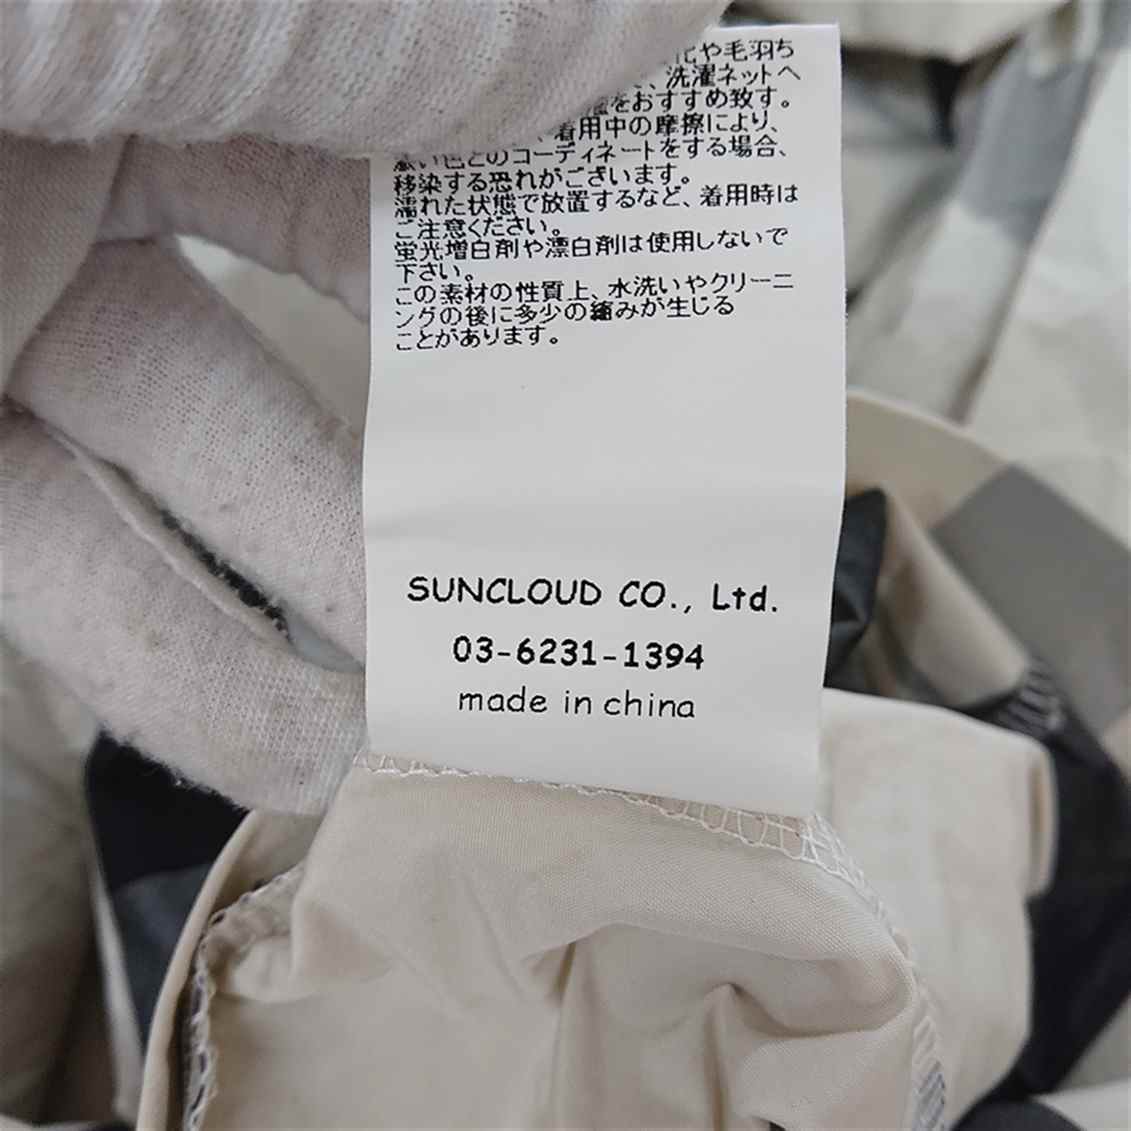 や毛羽ち
、洗濯ネットへ
をおすすめ致す。
、着用中の摩擦により、
濃い色とのコーディネートをする場合、
移染する恐れがございます。
濡れた状態で放置するなど、着用時は
ご注意ください。
蛍光増白剤や漂白剤は使用しないで
下さい。
この素材の性質上、水洗いやクリーニ
ングの後に多少の縮みが生じる
ことがあります。
SUNCLOUD CO., Ltd.
03-6231-1394
made in china